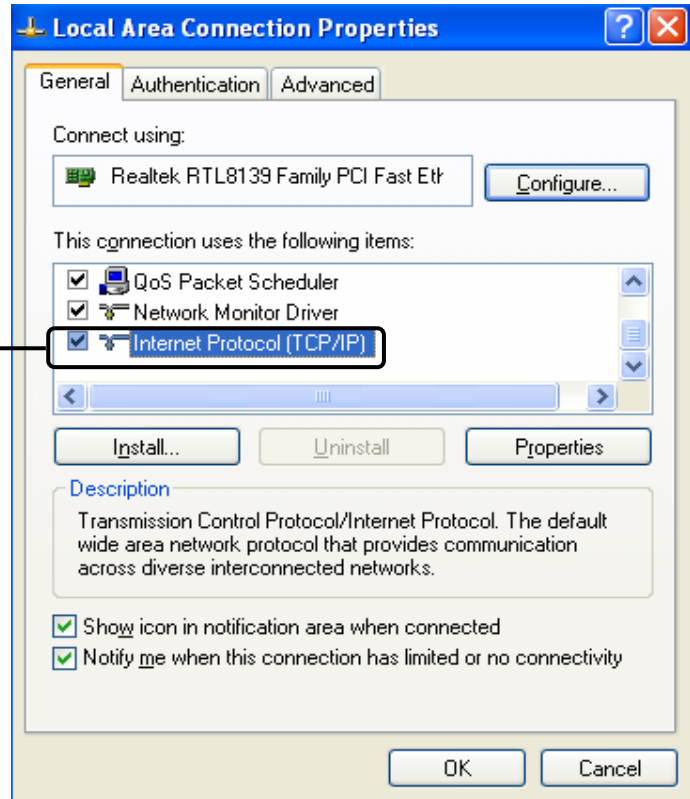 Local Area Connection Properties
General Authentication Advanced
Connect using:
Realtek RTL8139 Family PCI Fast Eth
Configure...
This connection uses the following items:
QoS Packet Scheduler
Network Monitor Driver
Internet Protocol (TCP/IP)
Install... Uninstall Properties
Description
Transmission Control Protocol/Internet Protocol. The default
wide area network protocol that provides communication
across diverse interconnected networks.
Show icon in notification area when connected
Notify me when this connection has limited or no connectivity
OK Cancel